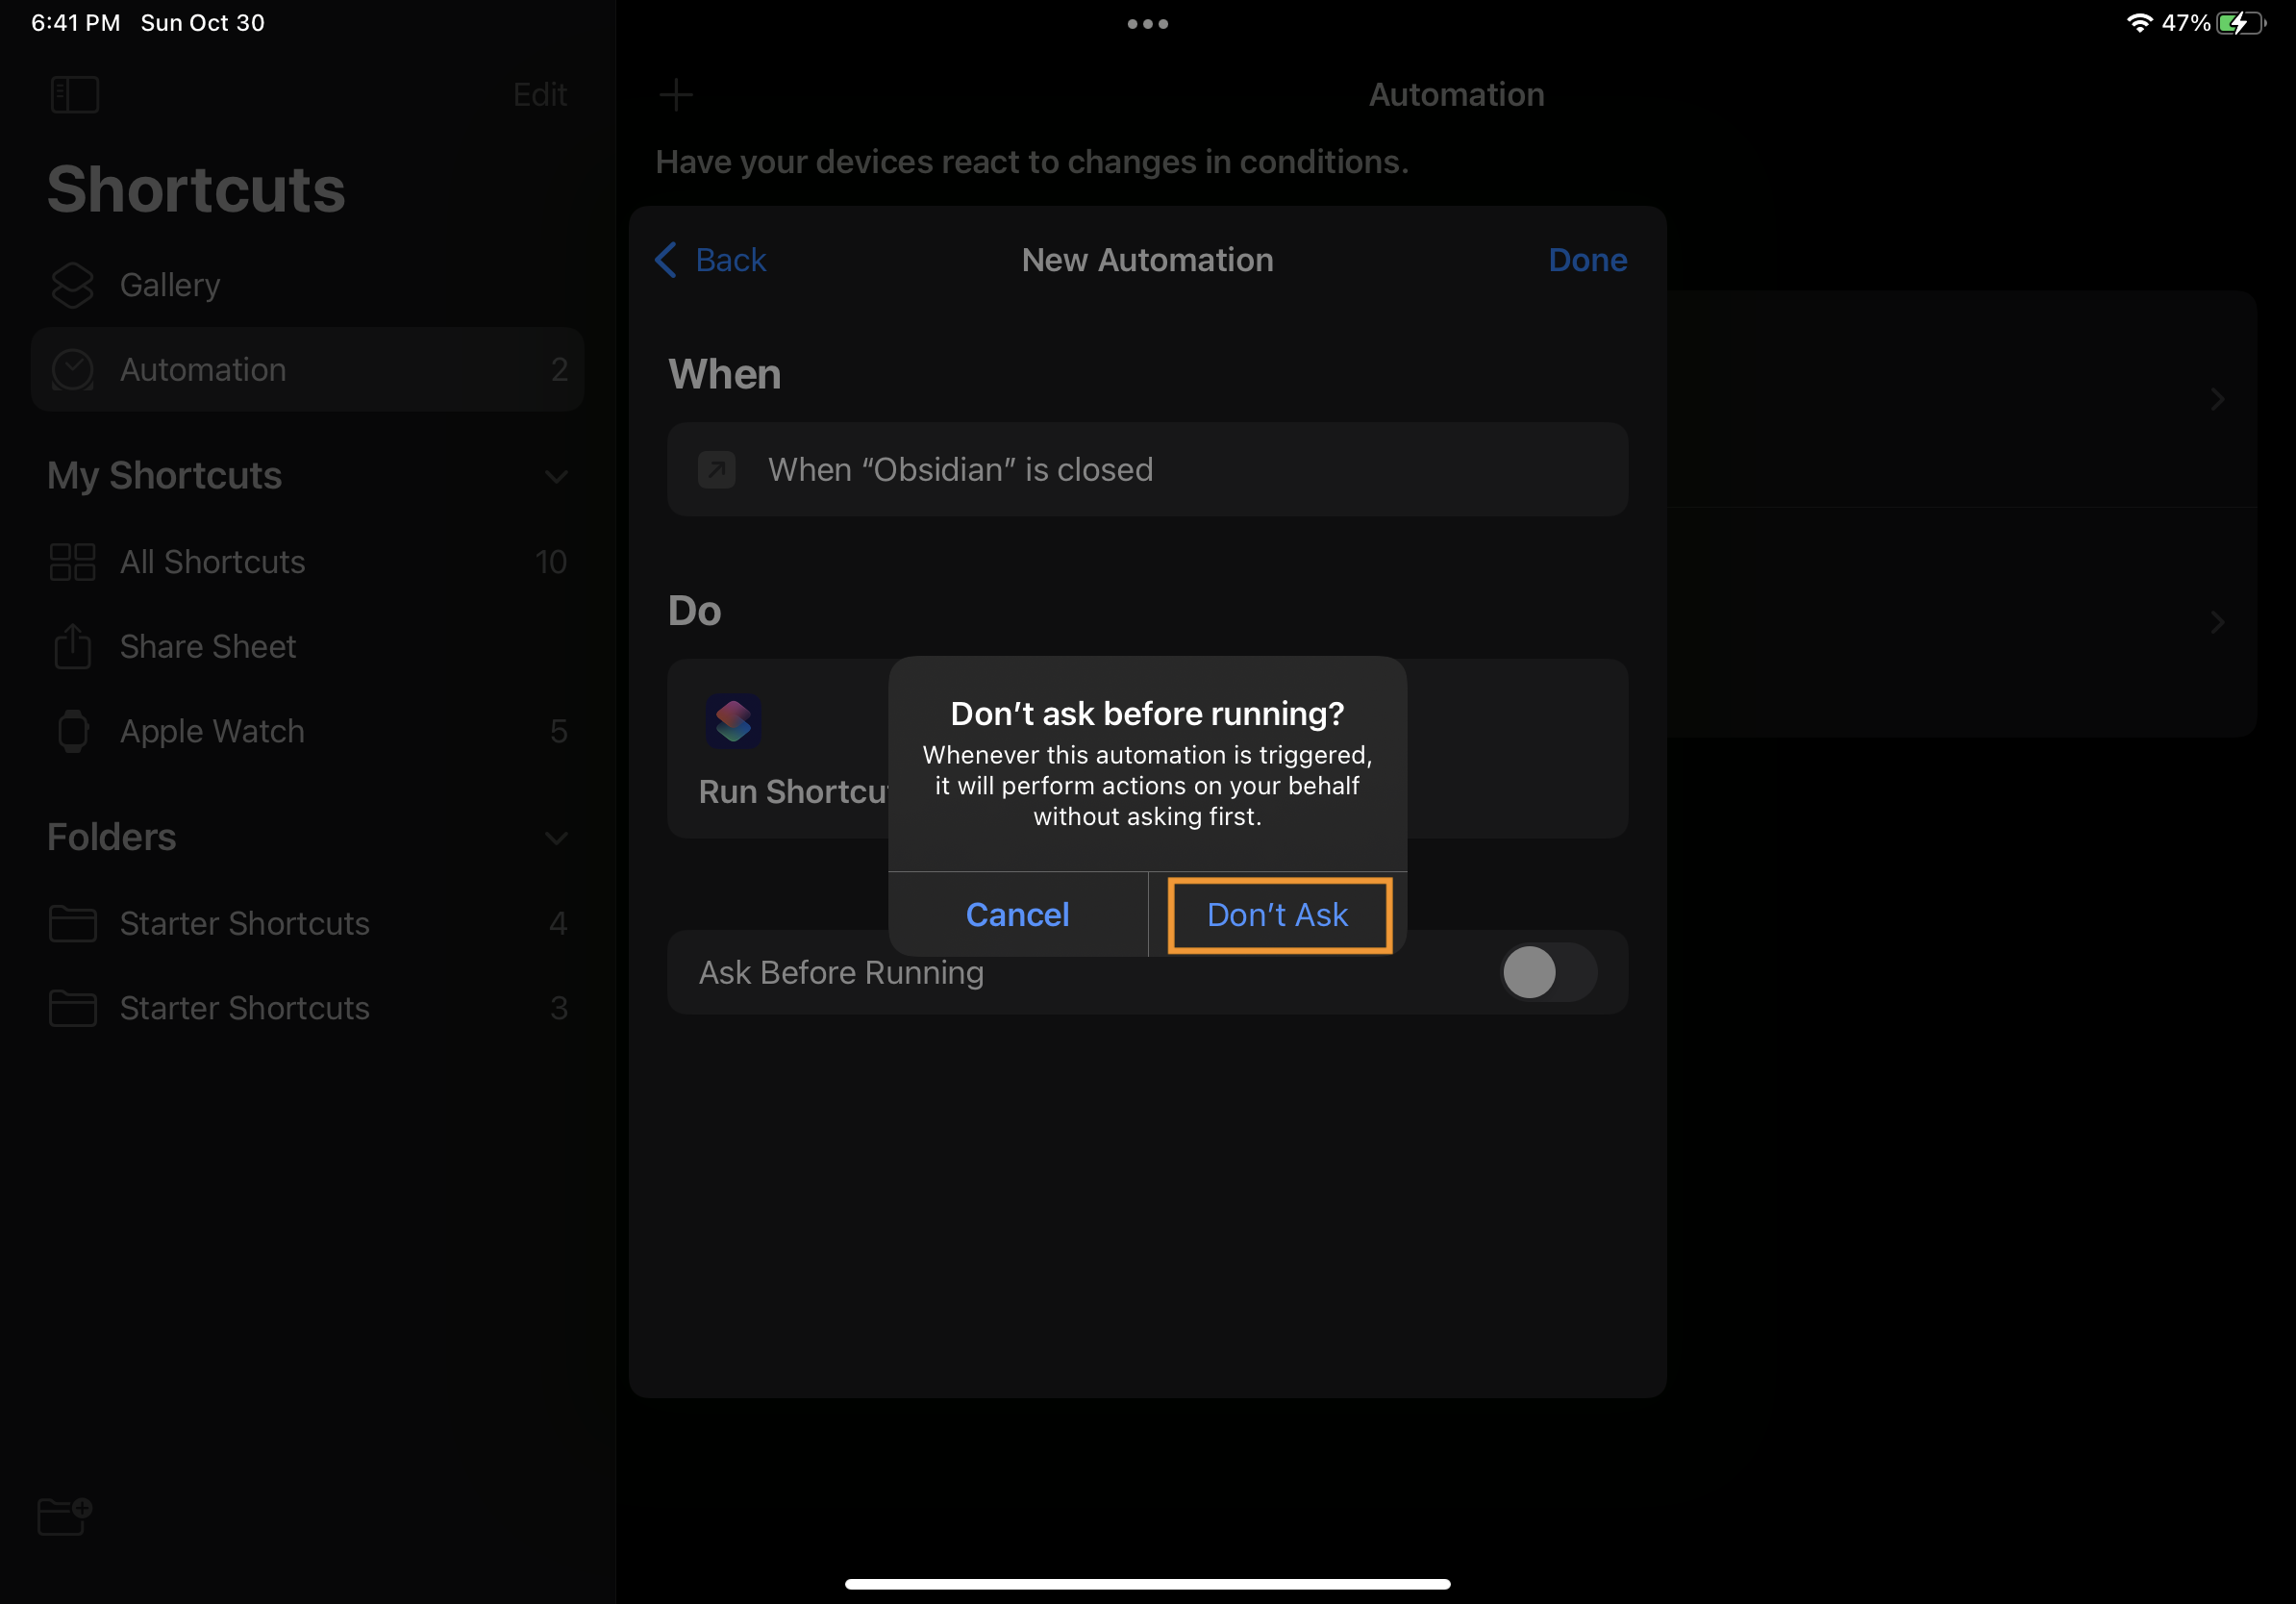 6:41 PM Sun Oct 30
47%
Edit
Shortcuts
Gallery
Automation 2
My Shortcuts
All Shortcuts 10
Share Sheet
Apple Watch 5
Folders
Starter Shortcuts 4
Starter Shortcuts 3
Automation
Have your devices react to changes in conditions.
Back New Automation Done
When
When “Obsidian” is closed
Do
Run
Don’t ask before running?
Whenever this automation is triggered,
it will perform actions on your behalf
without asking first.
Cancel Don’t Ask
Ask Before Running